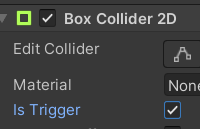 Box Collider 2D
Edit Collider
Material None
Is Trigger